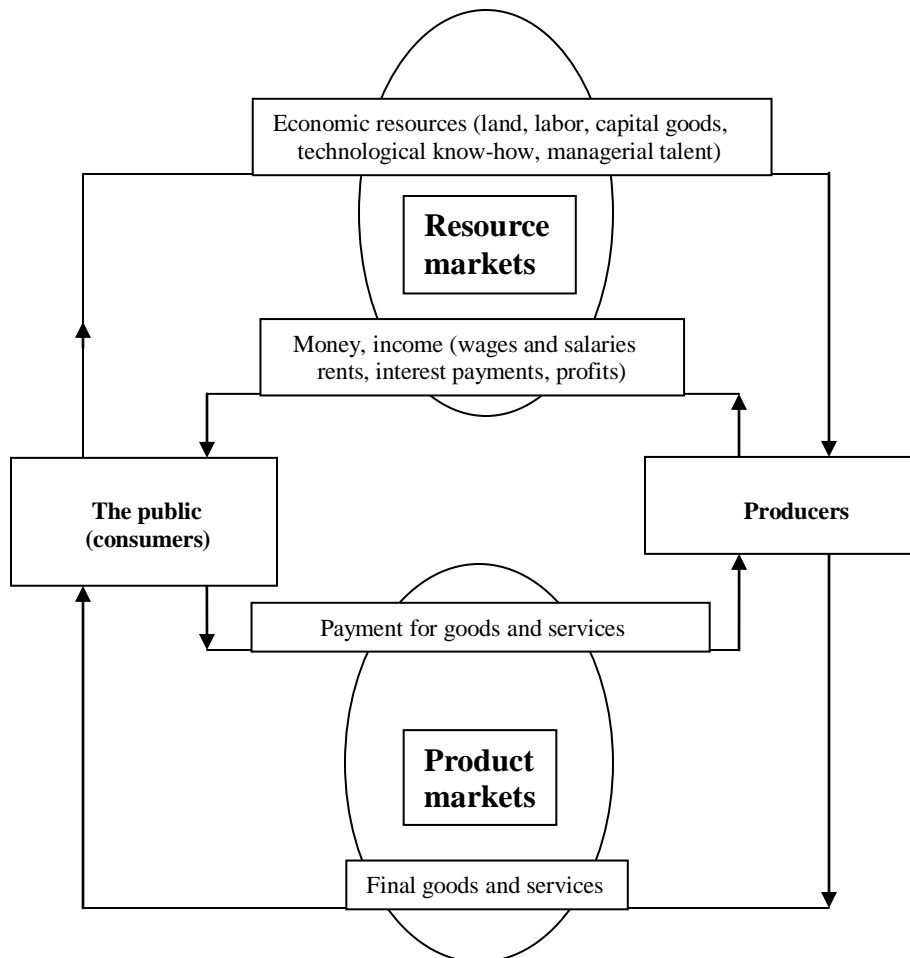 Economic resources (land, labor, capital goods,
technological know-how, managerial talent)
Resource
markets
Money, income (wages and salaries
rents, interest payments, profits)
The public
(consumers)
Producers
Payment for goods and services
Product
markets
Final goods and services